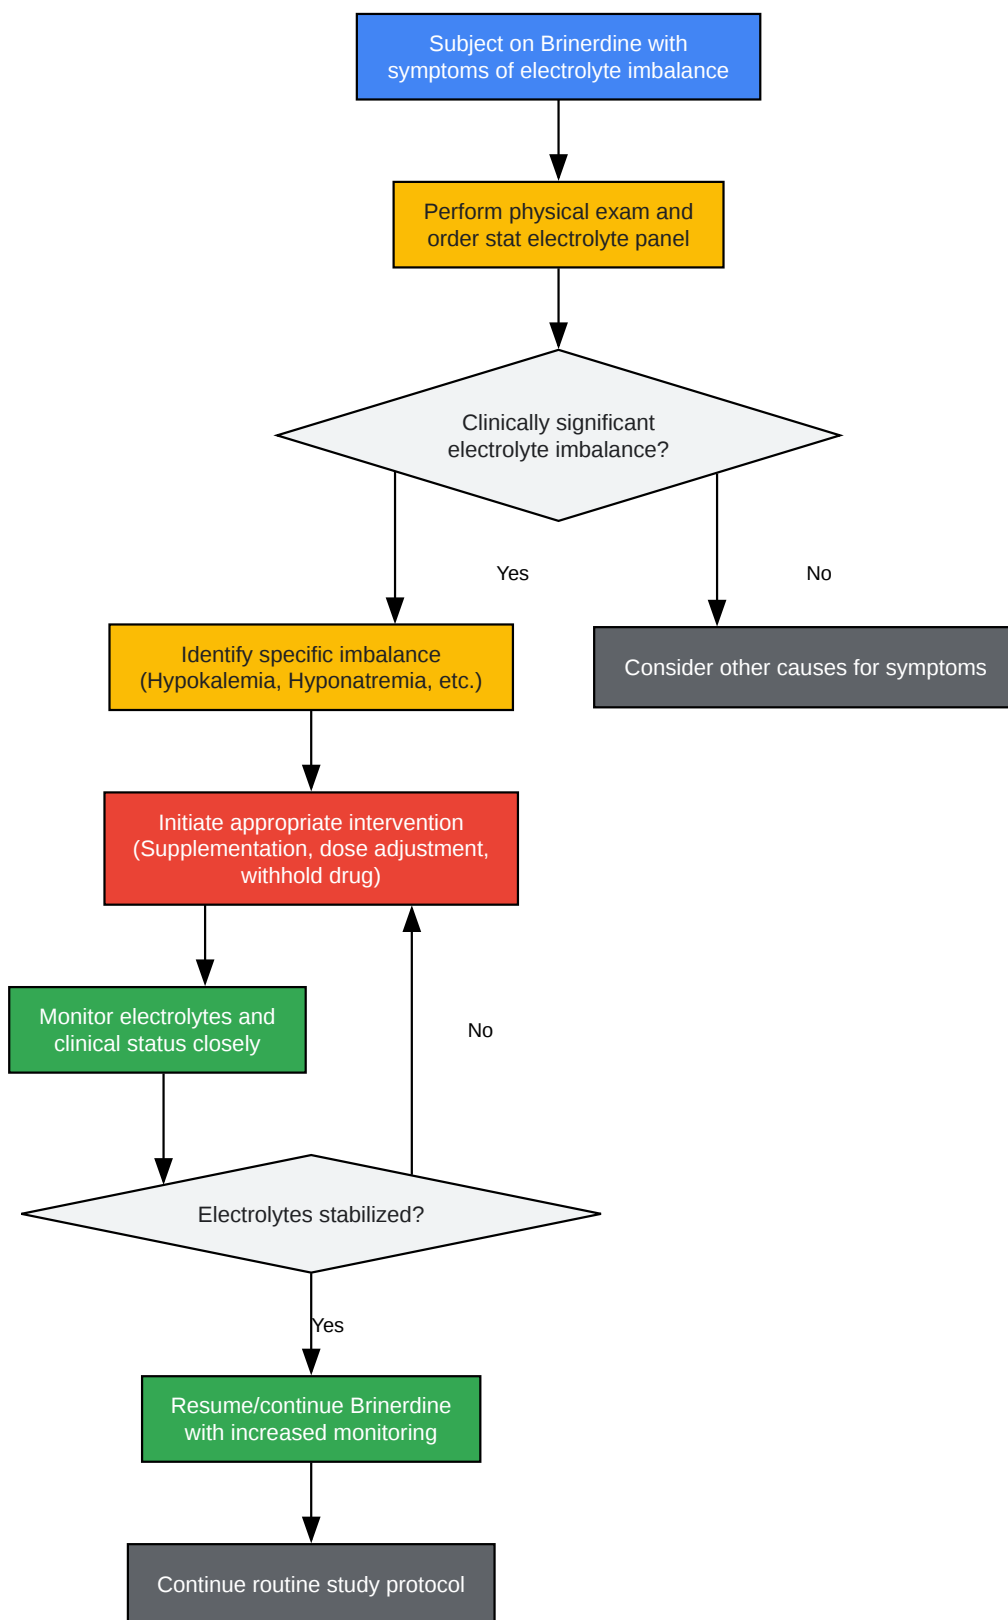 Subject on Brinerdine with
symptoms of electrolyte imbalance
Perform physical exam and
order stat electrolyte panel
Clinically significant
electrolyte imbalance?
Yes
No
Identify specific imbalance
(Hypokalemia, Hyponatremia, etc.)
Consider other causes for symptoms
Initiate appropriate intervention
(Supplementation, dose adjustment,
withhold drug)
Monitor electrolytes and
clinical status closely
No
Electrolytes stabilized?
Yes
Resume/continue Brinerdine
with increased monitoring
Continue routine study protocol